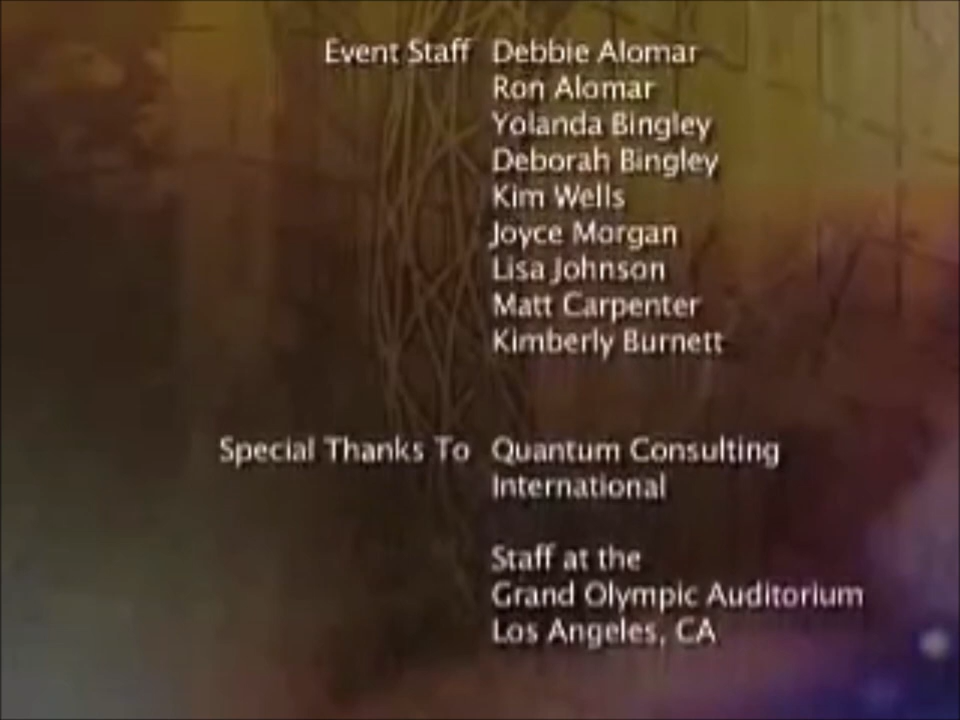 Event Staff Debbie Alomar
Ron Alomar
Yolanda Bingley
Deborah Bingley
Kim Wells
Joyce Morgan
Lisa Johnson
Matt Carpenter
Kimberly Burnett
Special Thanks To Quantum Consulting
International
Staff at the
Grand Olympic Auditorium
Los Angeles, CA